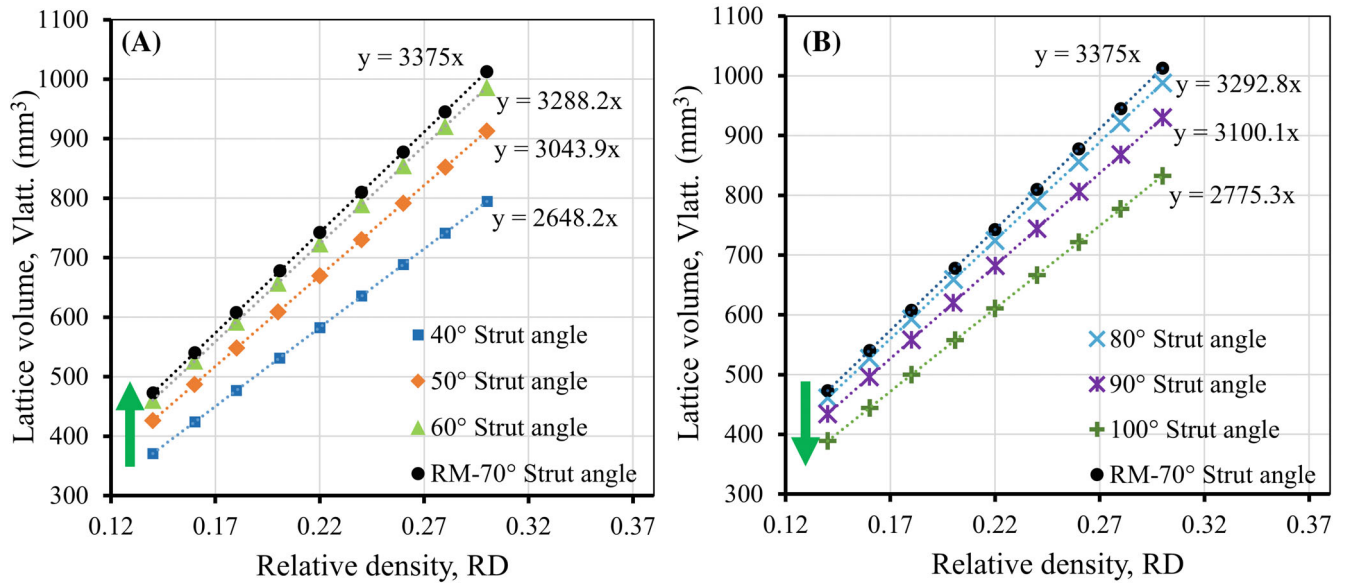 (A)
y = 3375x
y = 3288.2x
y = 3043.9x
y = 2648.2x
1100
1000
900
800
700
600
500
400
300
Lattice volume, Vlatt. (mm³)
40° Strut angle
50° Strut angle
60° Strut angle
RM-70° Strut angle
0.12 0.17 0.22 0.27 0.32 0.37
Relative density, RD
(B)
y = 3375x
y = 3292.8x
y = 3100.1x
y = 2775.3x
1100
1000
900
800
700
600
500
400
300
Lattice volume, Vlatt. (mm³)
80° Strut angle
90° Strut angle
100° Strut angle
RM-70° Strut angle
0.12 0.17 0.22 0.27 0.32 0.37
Relative density, RD